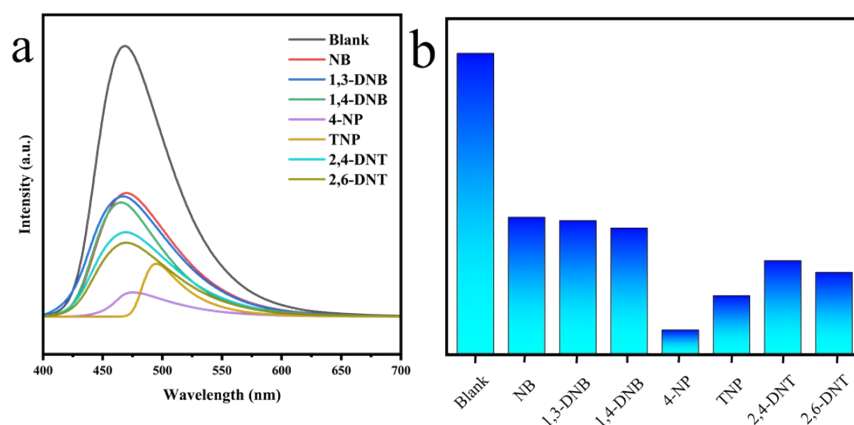 a
Blank
NB
1,3-DNB
1,4-DNB
4-NP
TNP
2,4-DNT
2,6-DNT
Intensity (a.u.)
400
450
500
550
600
650
700
Wavelength (nm)
b
Blank
NB
1,3-DNB
1,4-DNB
4-NP
TNP
2,4-DNT
2,6-DNT